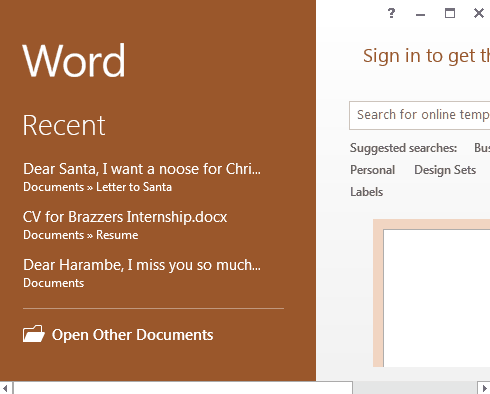 ?
Word
Sign in to get t
Recent
Search for online temp
Suggested searches: Bus
Dear Santa, I want a noose for Chri...
Personal Design Sets
Documents » Letter to Santa
Labels
CV for Brazzers Internship.docx
Documents » Resume
Dear Harambe, I miss you so much...
Documents
Open Other Documents